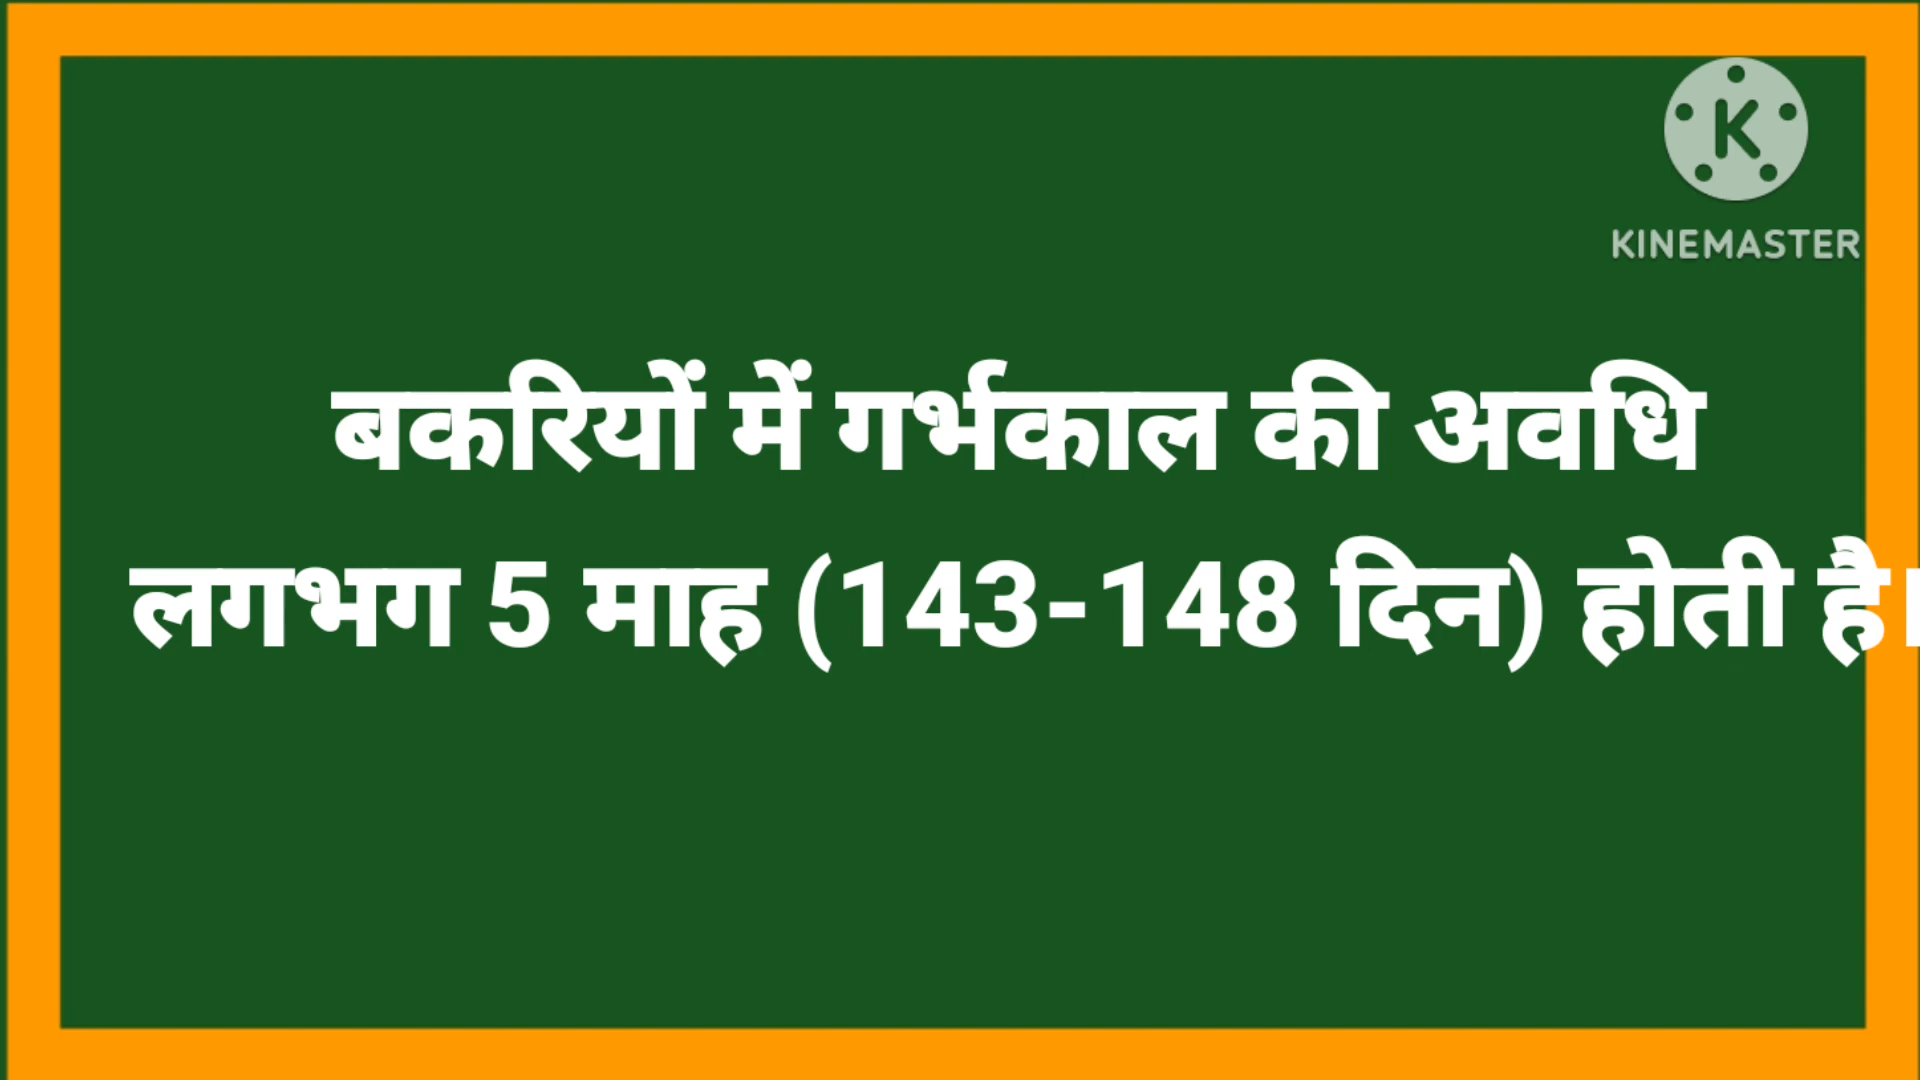 KINEMASTER
बकरियों में गर्भकाल की अवधि
लगभग 5 माह (143-148 दिन) होती है।